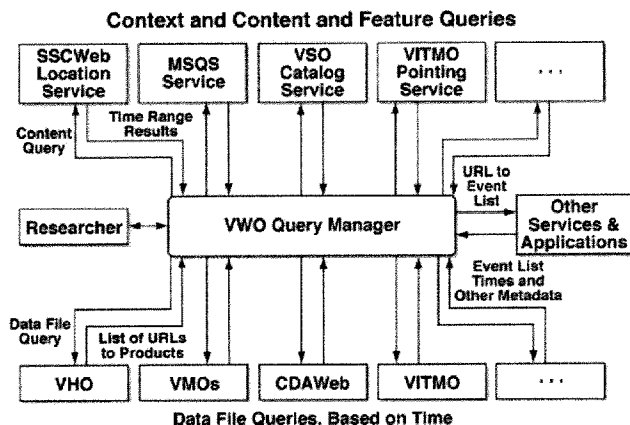 Context and Content and Feature Queries
SSCWeb
Location
Service
MSQS
Service
VSO
Catalog
Service
VITMO
Pointing
Service
...
Content
Query
Time Range
Results
URL to
Event
List
Researcher
VWO Query Manager
Other
Services &
Applications
Data File
Query
List of URLs
to Products
Event List
Times and
Other Metadata
VHO
VMOs
CDAWeb
VITMO
...
Data File Queries, Based on Time